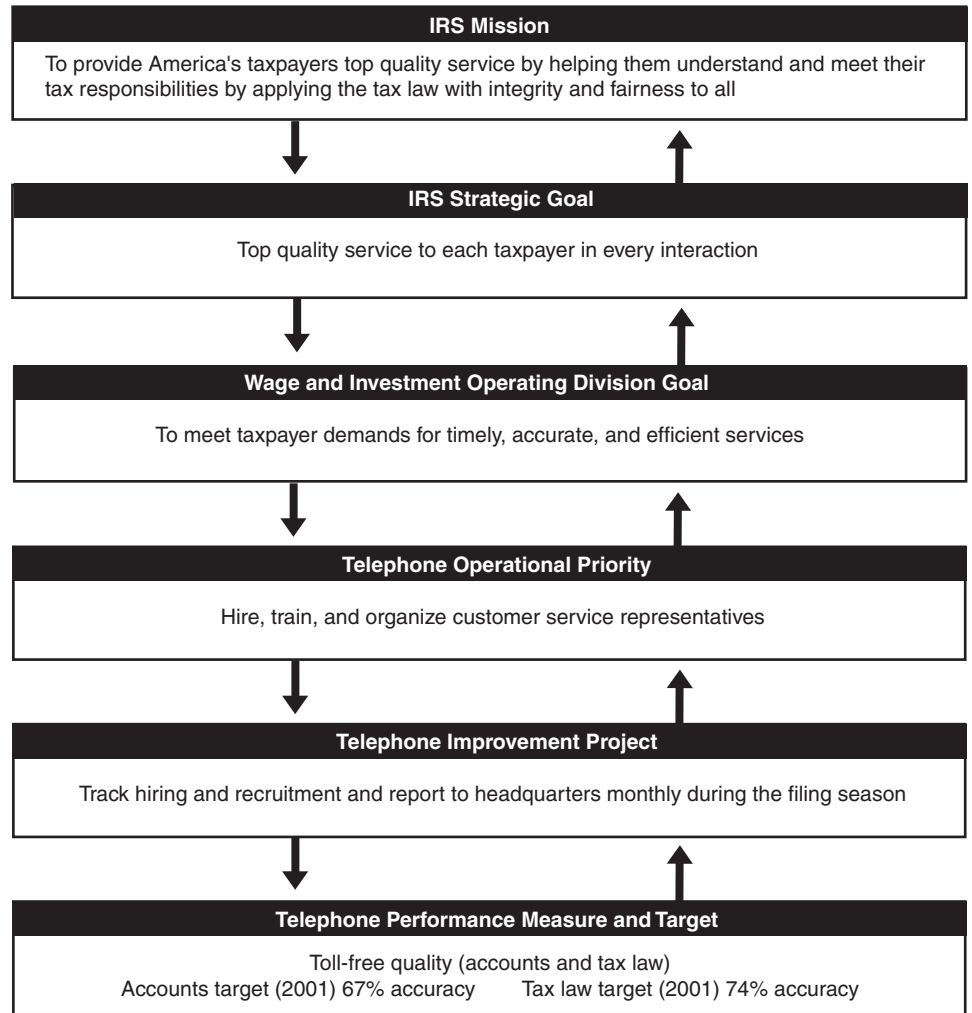 IRS Mission
To provide America's taxpayers top quality service by helping them understand and meet their
tax responsibilities by applying the tax law with integrity and fairness to all
IRS Strategic Goal
Top quality service to each taxpayer in every interaction
Wage and Investment Operating Division Goal
To meet taxpayer demands for timely, accurate, and efficient services
Telephone Operational Priority
Hire, train, and organize customer service representatives
Telephone Improvement Project
Track hiring and recruitment and report to headquarters monthly during the filing season
Telephone Performance Measure and Target
Toll-free quality (accounts and tax law)
Accounts target (2001) 67% accuracy Tax law target (2001) 74% accuracy